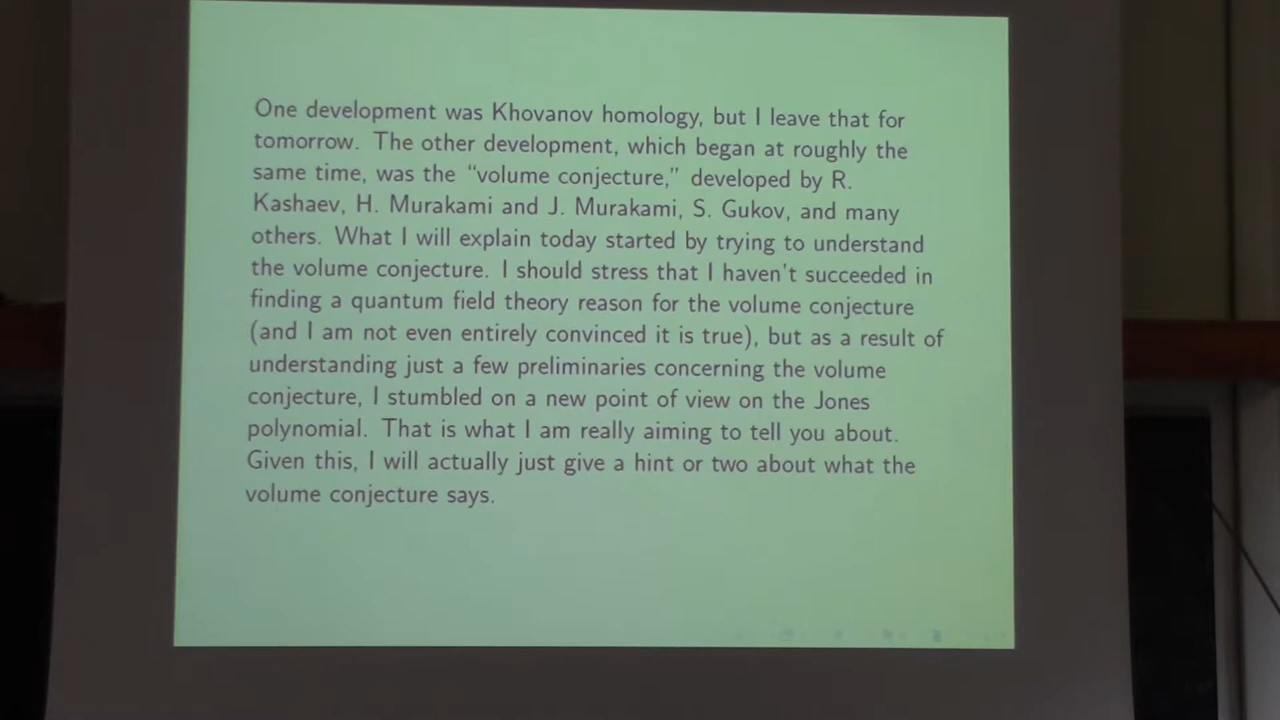 One development was Khovanov homology, but I leave that for
tomorrow. The other development, which began at roughly the
same time, was the “volume conjecture,” developed by R.
Kashaev, H. Murakami and J. Murakami, S. Gukov, and many
others. What I will explain today started by trying to understand
the volume conjecture. I should stress that I haven't succeeded in
finding a quantum field theory reason for the volume conjecture
(and I am not even entirely convinced it is true), but as a result of
understanding just a few preliminaries concerning the volume
conjecture, I stumbled on a new point of view on the Jones
polynomial. That is what I am really aiming to tell you about.
Given this, I will actually just give a hint or two about what the
volume conjecture says.